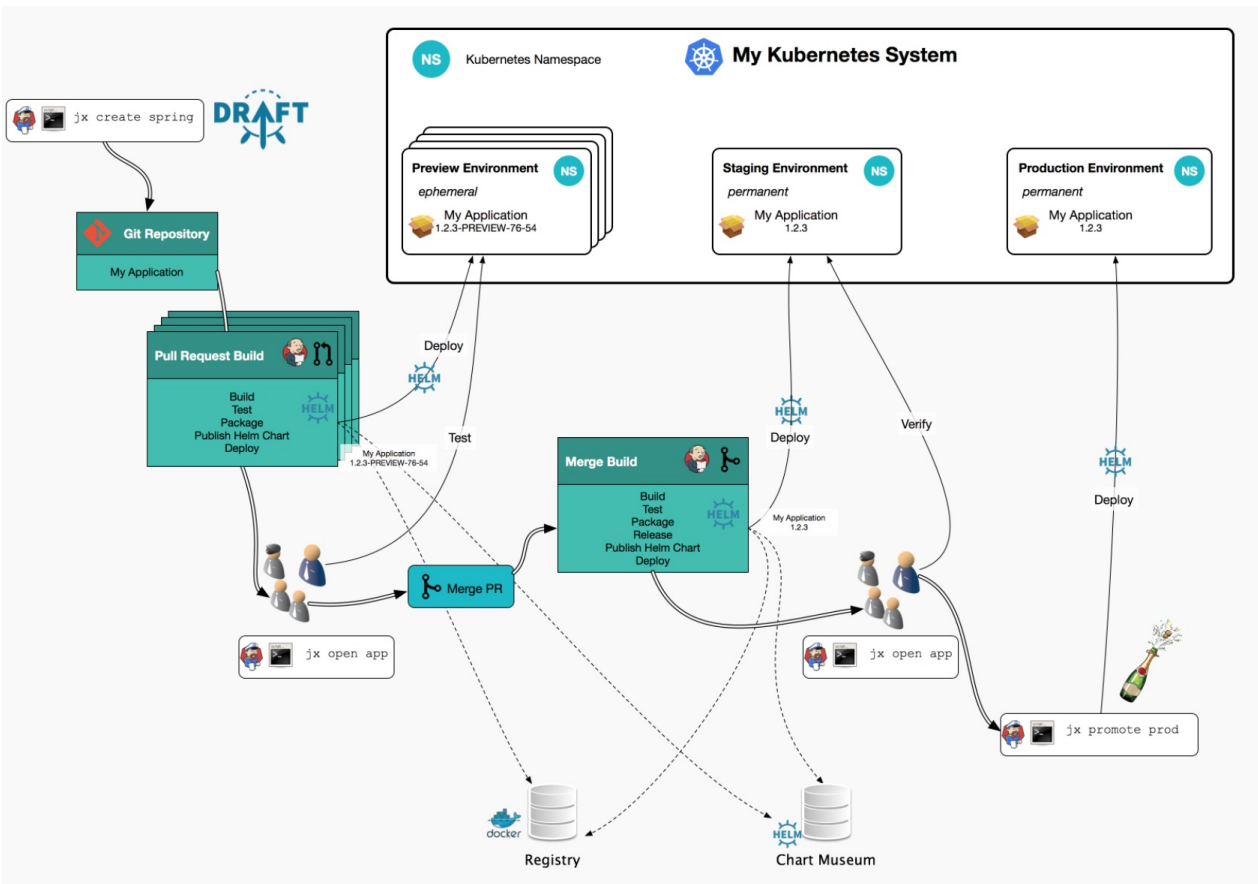 My Kubernetes System
NS
Kubernetes Namespace
jx create spring
DRAFT
Preview Environment
NS
ephemeral
My Application
1.2.3-PREVIEW-76-54
Staging Environment
NS
permanent
My Application
1.2.3
Production Environment
NS
permanent
My Application
1.2.3
Git Repository
My Application
Pull Request Build
Build
Test
Package
Publish Helm Chart
Deploy
HELM
Deploy
HELM
My Application
1.2.3-PREVIEW-76-54
Test
jx open app
Merge PR
Merge Build
Build
Test
Package
Release
Publish Helm Chart
Deploy
HELM
My Application
1.2.3
HELM
Deploy
Verify
jx open app
HELM
Deploy
jx promote prod
docker
Registry
HELM
Chart Museum